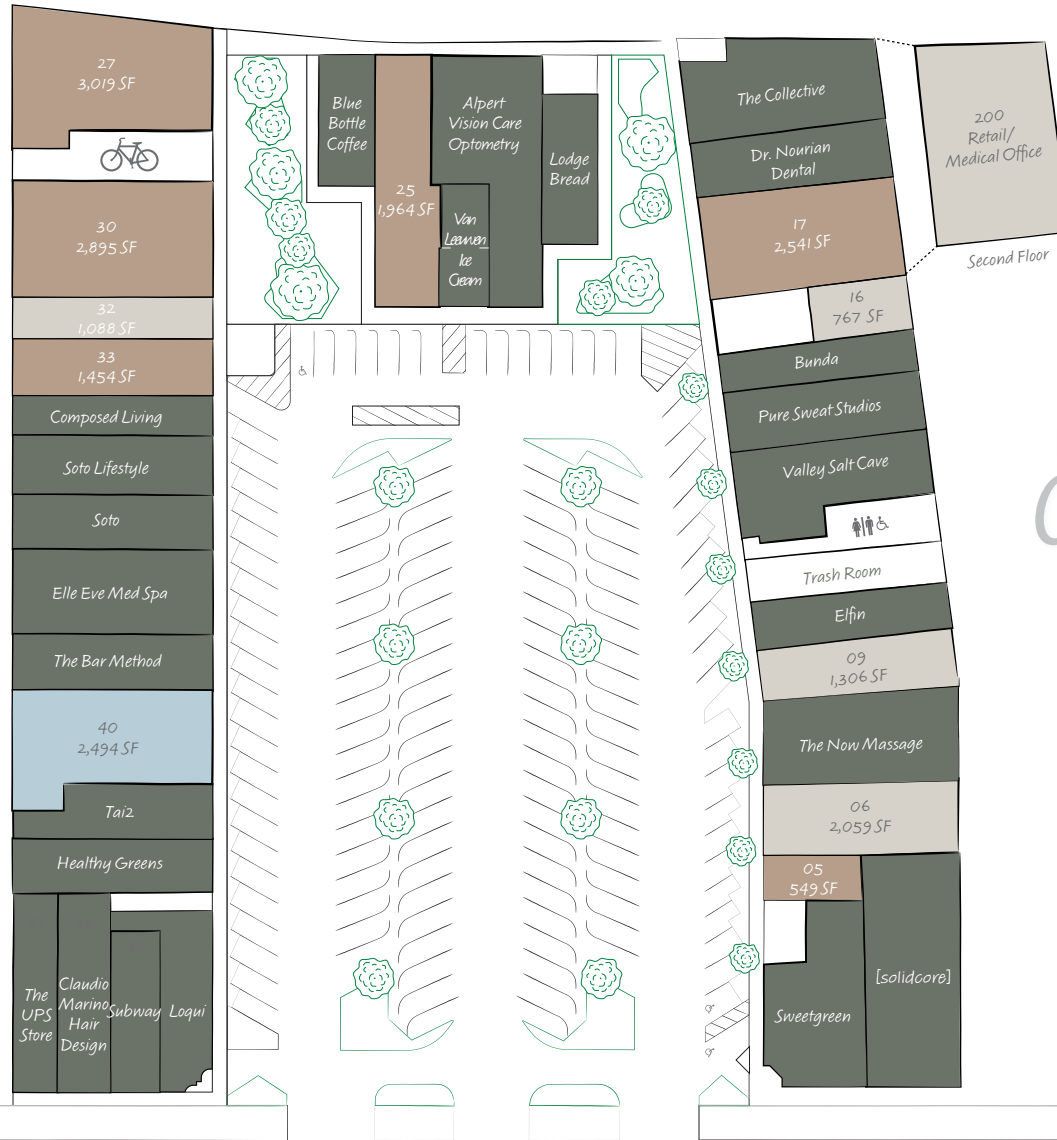 27
3,019 SF
30
2,895 SF
32
1,088 SF
33
1,454 SF
Composed Living
Soto Lifestyle
Soto
Elle Eve Med Spa
The Bar Method
40
2,494 SF
Tai2
Healthy Greens
The
UPS
Store
Claudio
Marino
Hair
Design
Subway
Loqui
Blue
Bottle
Coffee
25
1,964 SF
Alpert
Vision Care
Optometry
Van
Leeuwen
Ice
Cream
Lodge
Bread
The Collective
Dr. Nourian
Dental
17
2,541 SF
16
767 SF
Bunda
Pure Sweat Studios
Valley Salt Cave
Trash Room
Elfin
09
1,306 SF
The Now Massage
06
2,059 SF
05
549 SF
Sweetgreen
[solidcore]
200
Retail/
Medical Office
Second Floor